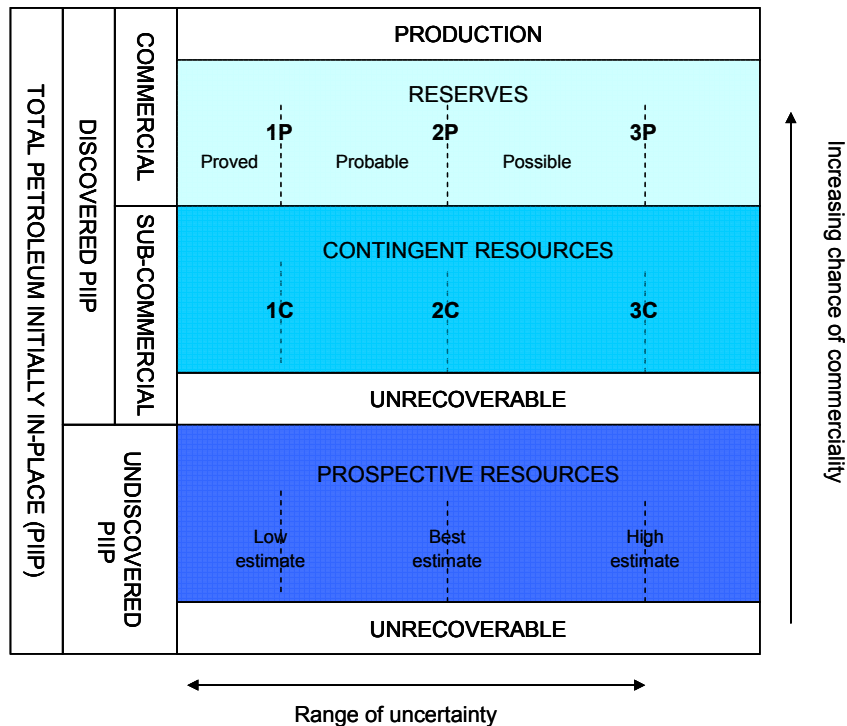 TOTAL PETROLEUM INITIALLY IN-PLACE (PIIP)
DISCOVERED PIIP
COMMERCIAL
PRODUCTION
RESERVES
1P 2P 3P
Proved Probable Possible
SUB-COMMERCIAL
CONTINGENT RESOURCES
1C 2C 3C
UNRECOVERABLE
UNDISCOVERED
PIIP
PROSPECTIVE RESOURCES
Low Best High
estimate estimate estimate
UNRECOVERABLE
Increasing chance of commerciality
Range of uncertainty